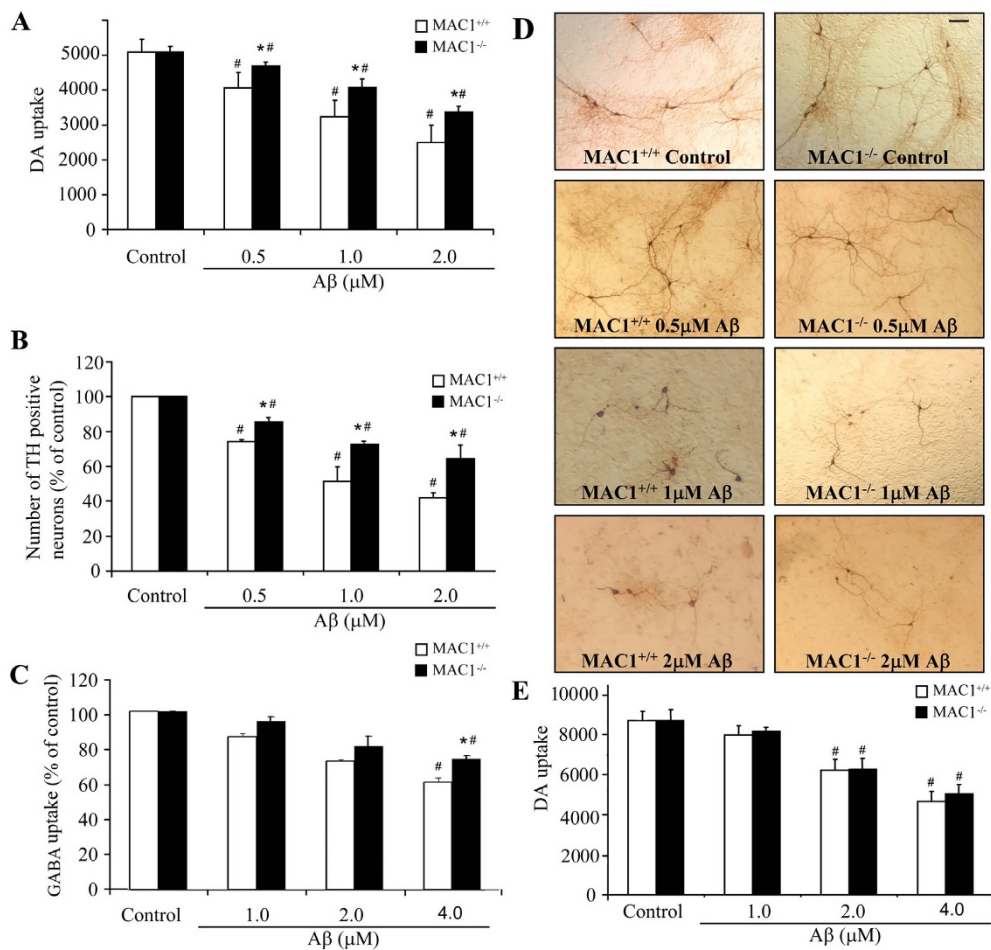 A
MAC1+/+
MAC1-/-
DA uptake
5000
4000
3000
2000
1000
0
# *# # *# # *#
Control 0.5 1.0 2.0
Aβ (μM)
B
MAC1+/+
MAC1-/-
Number of TH positive
neurons (% of control)
120
100
80
60
40
20
0
# *# # *# # *#
Control 0.5 1.0 2.0
Aβ (μM)
C
MAC1+/+
MAC1-/-
GABA uptake (% of control)
120
100
80
60
40
20
0
# *#
Control 1.0 2.0 4.0
Aβ (μM)
D
MAC1+/+ Control
MAC1-/- Control
MAC1+/+ 0.5μM Aβ
MAC1-/- 0.5μM Aβ
MAC1+/+ 1μM Aβ
MAC1-/- 1μM Aβ
MAC1+/+ 2μM Aβ
MAC1-/- 2μM Aβ
E
MAC1+/+
MAC1-/-
DA uptake
10000
8000
6000
4000
2000
0
# # # #
Control 1.0 2.0 4.0
Aβ (μM)